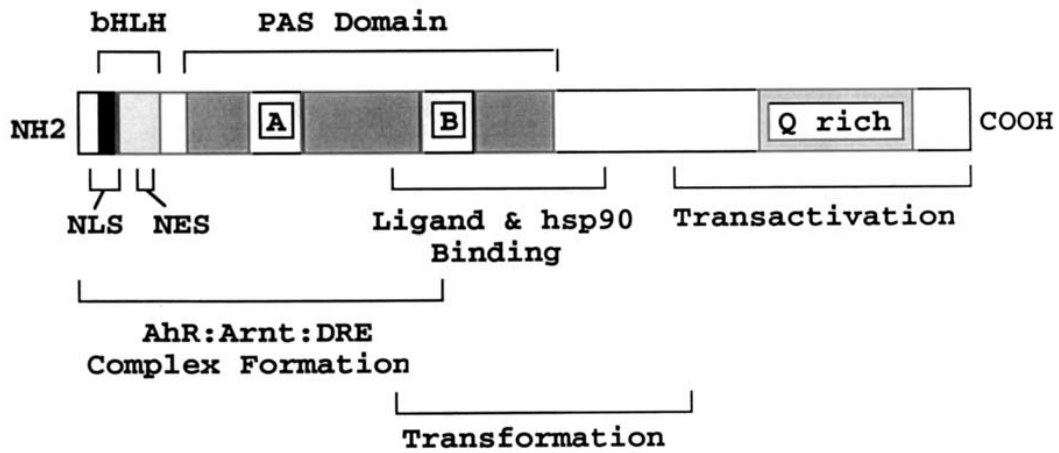 bHLH PAS Domain
NH2 A B Q rich COOH
NLS NES
Ligand & hsp90
Binding
Transactivation
AhR:Arnt:DRE
Complex Formation
Transformation